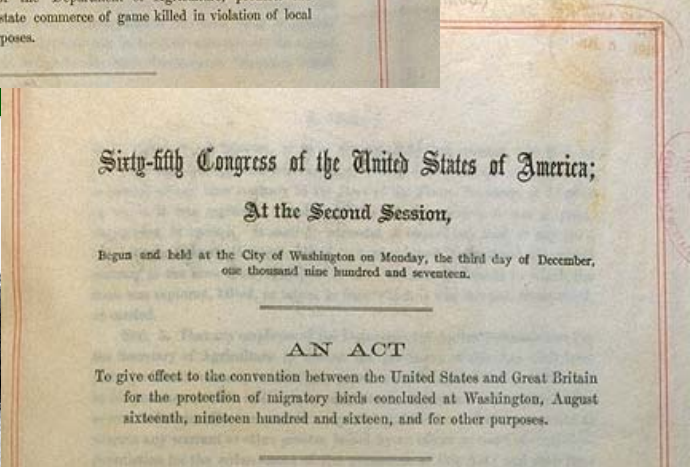 state commerce of game killed in violation of local
poses.
Sixty-fifth Congress of the United States of America;
At the Second Session,
Begun and held at the City of Washington on Monday, the third day of December,
one thousand nine hundred and seventeen.
AN ACT
To give effect to the convention between the United States and Great Britain
for the protection of migratory birds concluded at Washington, August
sixteenth, nineteen hundred and sixteen, and for other purposes.